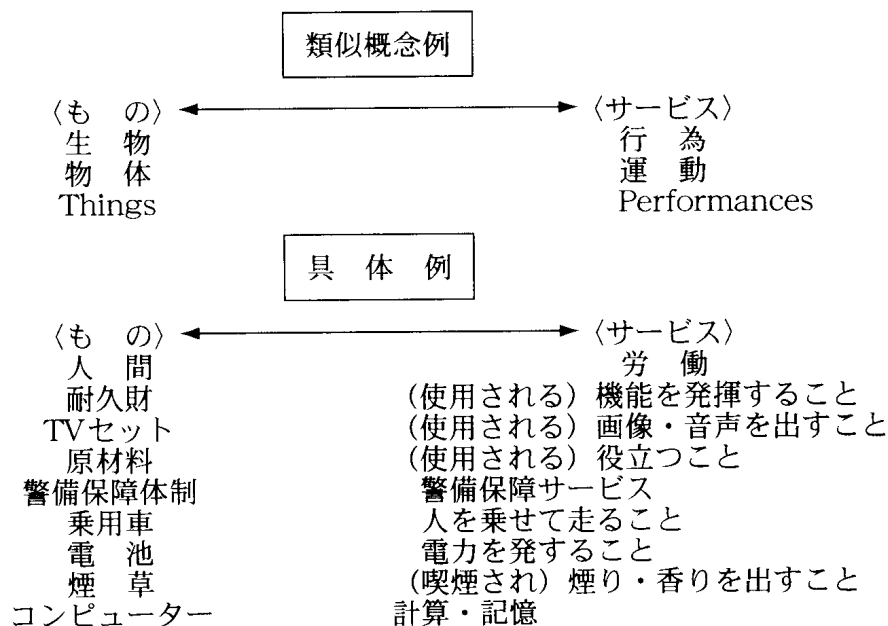 類似概念例
〈も の〉 〈サービス〉
生 物 行 為
物 体 運 動
Things Performances
具 体 例
〈も の〉 〈サービス〉
人 間 労 働
耐久財 (使用される) 機能を発揮すること
TVセット (使用される) 画像・音声を出すこと
原材料 (使用される) 役立つこと
警備保障体制 警備保障サービス
乗用車 人を乗せて走ること
電 池 電力を発すること
煙 草 (喫煙され) 煙り・香りを出すこと
コンピューター 計算・記憶